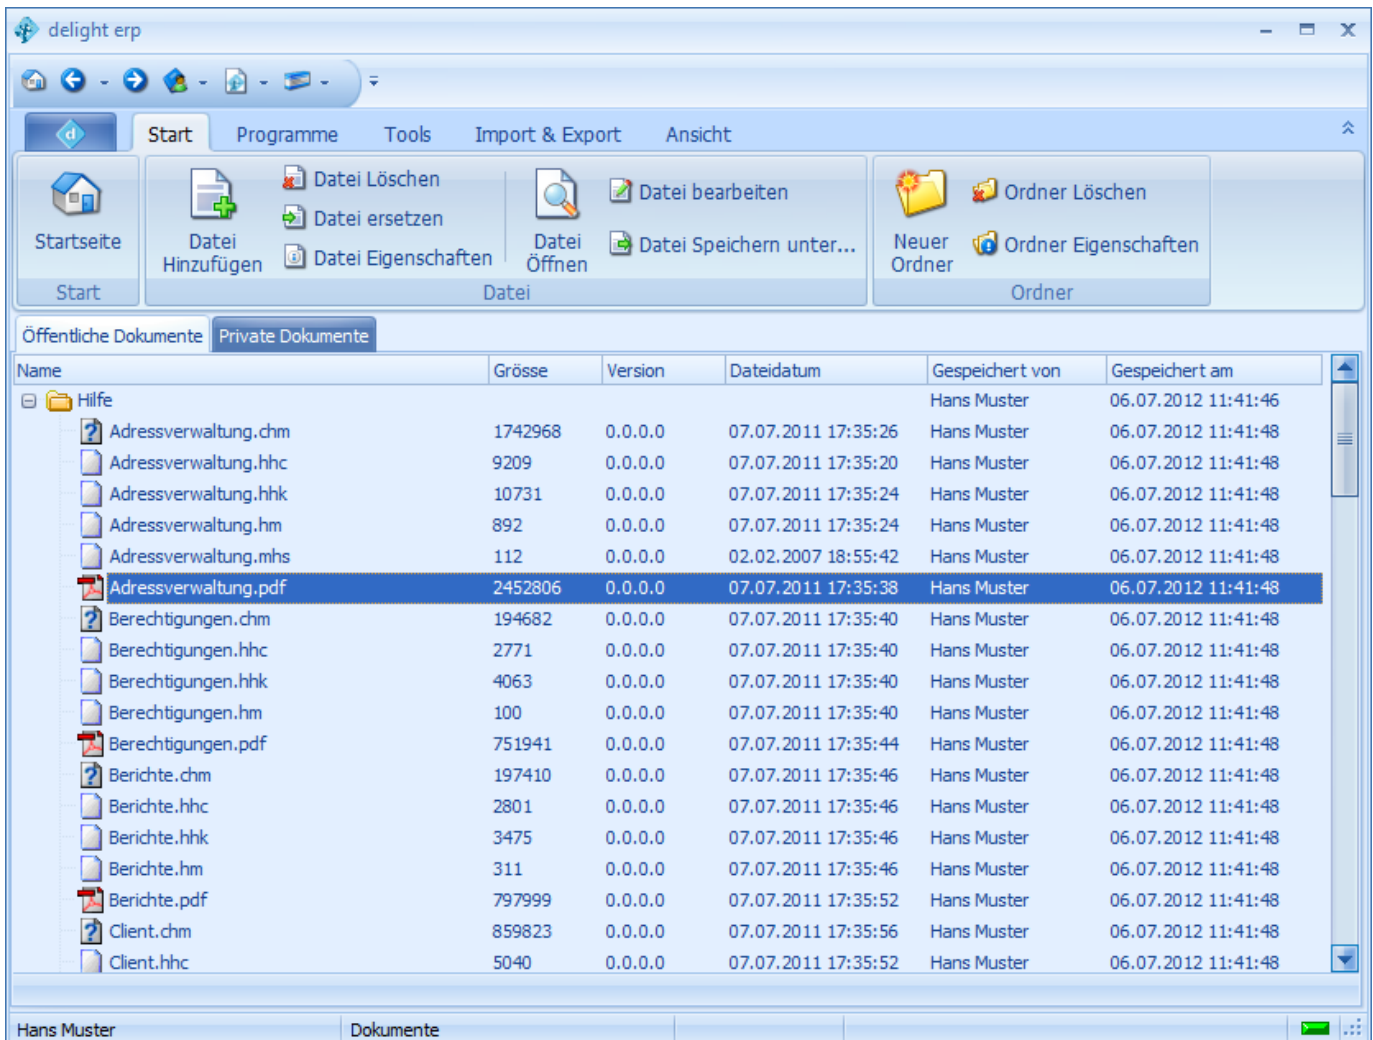 delight erp
Start Programme Tools Import & Export Ansicht
Startseite
Start
Datei Hinzufügen
Datei Löschen
Datei ersetzen
Datei Eigenschaften
Datei Öffnen
Datei bearbeiten
Datei Speichern unter...
Datei
Neuer Ordner
Ordner Löschen
Ordner Eigenschaften
Ordner
Öffentliche Dokumente Private Dokumente
Name Grösse Version Dateidatum Gespeichert von Gespeichert am
Hilfe Hans Muster 06.07.2012 11:41:46
Adressverwaltung.chm 1742968 0.0.0.0 07.07.2011 17:35:26 Hans Muster 06.07.2012 11:41:48
Adressverwaltung.hhc 9209 0.0.0.0 07.07.2011 17:35:20 Hans Muster 06.07.2012 11:41:48
Adressverwaltung.hhk 10731 0.0.0.0 07.07.2011 17:35:24 Hans Muster 06.07.2012 11:41:48
Adressverwaltung.hm 892 0.0.0.0 07.07.2011 17:35:24 Hans Muster 06.07.2012 11:41:48
Adressverwaltung.mhs 112 0.0.0.0 02.02.2007 18:55:42 Hans Muster 06.07.2012 11:41:48
Adressverwaltung.pdf 2452806 0.0.0.0 07.07.2011 17:35:38 Hans Muster 06.07.2012 11:41:48
Berechtigungen.chm 194682 0.0.0.0 07.07.2011 17:35:40 Hans Muster 06.07.2012 11:41:48
Berechtigungen.hhc 2771 0.0.0.0 07.07.2011 17:35:40 Hans Muster 06.07.2012 11:41:48
Berechtigungen.hhk 4063 0.0.0.0 07.07.2011 17:35:40 Hans Muster 06.07.2012 11:41:48
Berechtigungen.hm 100 0.0.0.0 07.07.2011 17:35:40 Hans Muster 06.07.2012 11:41:48
Berechtigungen.pdf 751941 0.0.0.0 07.07.2011 17:35:44 Hans Muster 06.07.2012 11:41:48
Berichte.chm 197410 0.0.0.0 07.07.2011 17:35:46 Hans Muster 06.07.2012 11:41:48
Berichte.hhc 2801 0.0.0.0 07.07.2011 17:35:46 Hans Muster 06.07.2012 11:41:48
Berichte.hhk 3475 0.0.0.0 07.07.2011 17:35:46 Hans Muster 06.07.2012 11:41:48
Berichte.hm 311 0.0.0.0 07.07.2011 17:35:46 Hans Muster 06.07.2012 11:41:48
Berichte.pdf 797999 0.0.0.0 07.07.2011 17:35:52 Hans Muster 06.07.2012 11:41:48
Client.chm 859823 0.0.0.0 07.07.2011 17:35:56 Hans Muster 06.07.2012 11:41:48
Client.hhc 5040 0.0.0.0 07.07.2011 17:35:52 Hans Muster 06.07.2012 11:41:48
Hans Muster Dokumente